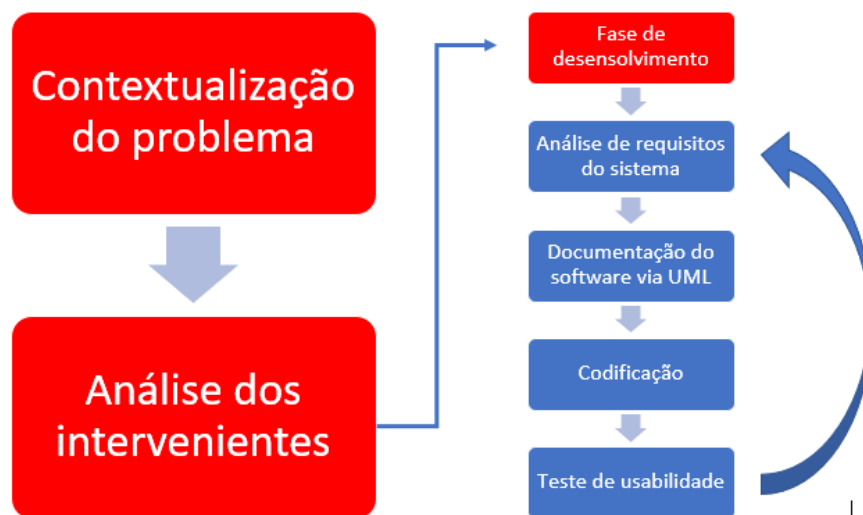 Contextualização
do problema
Análise dos
intervenientes
Fase de
desensolvimento
Análise de requisitos
do sistema
Documentação do
software via UML
Codificação
Teste de usabilidade